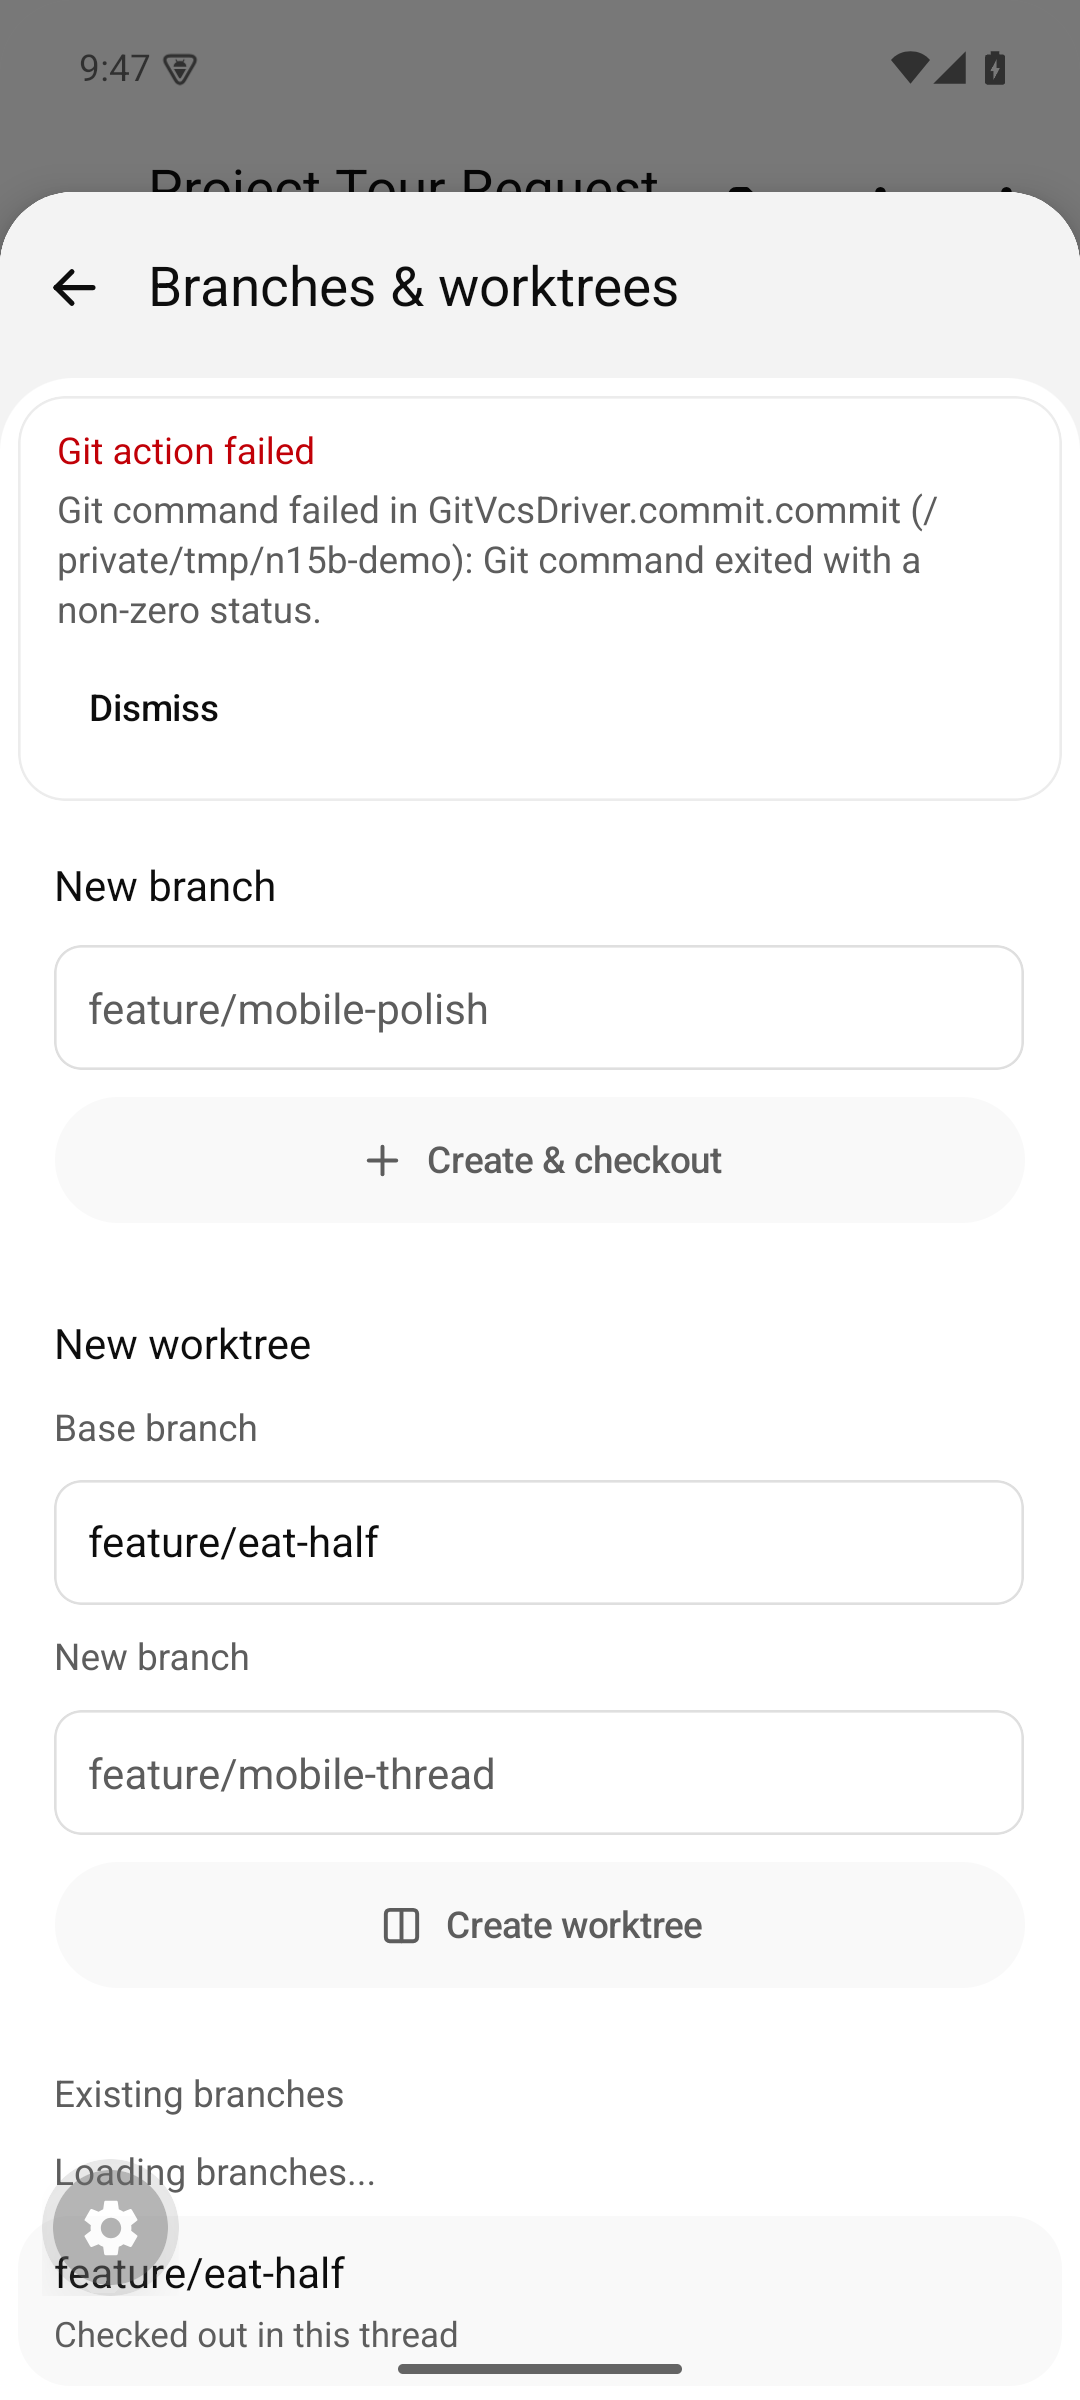 9:47
Project Tour Request
Branches & worktrees
Git action failed
Git command failed in GitVcsDriver.commit.commit (/
private/tmp/n15b-demo): Git command exited with a
non-zero status.
Dismiss
New branch
feature/mobile-polish
Create & checkout
New worktree
Base branch
feature/eat-half
New branch
feature/mobile-thread
Create worktree
Existing branches
Loading branches...
feature/eat-half
Checked out in this thread